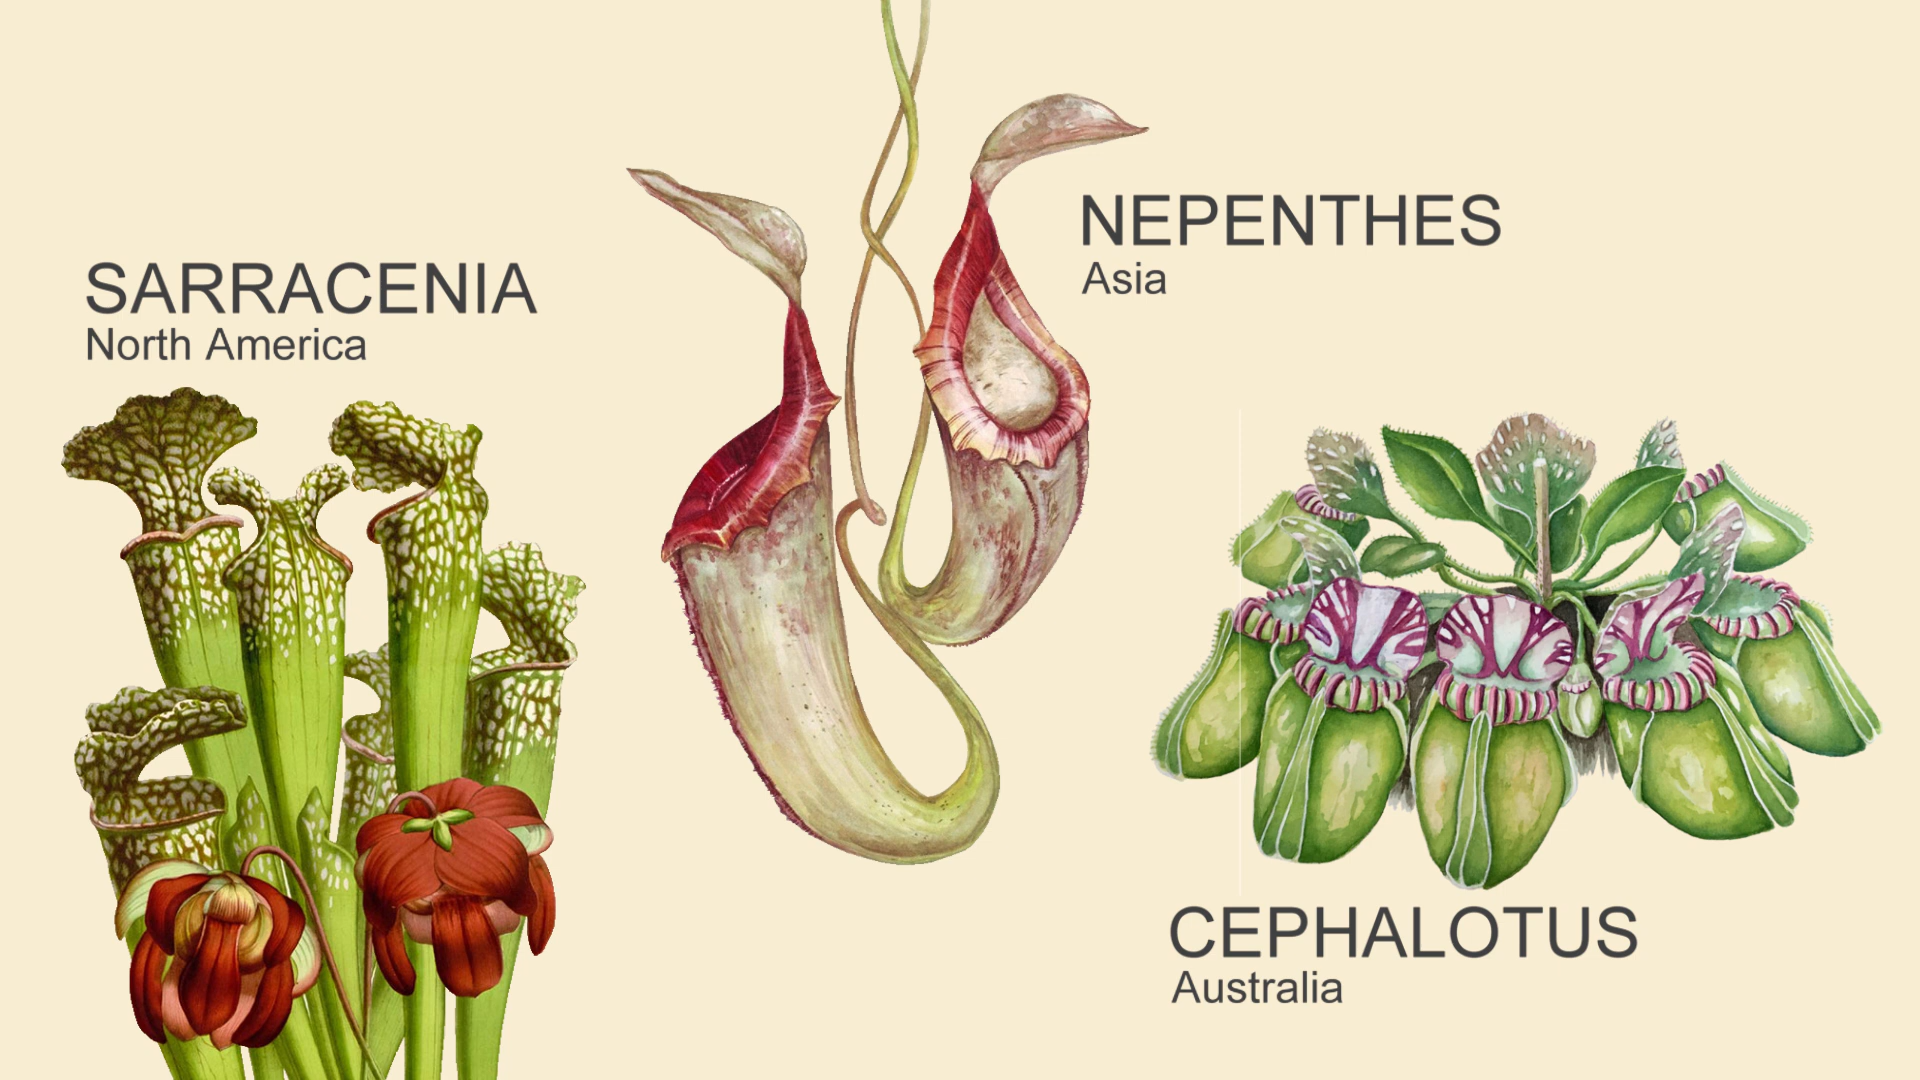 SARRACENIA
North America
NEPENTHES
Asia
CEPHALOTUS
Australia